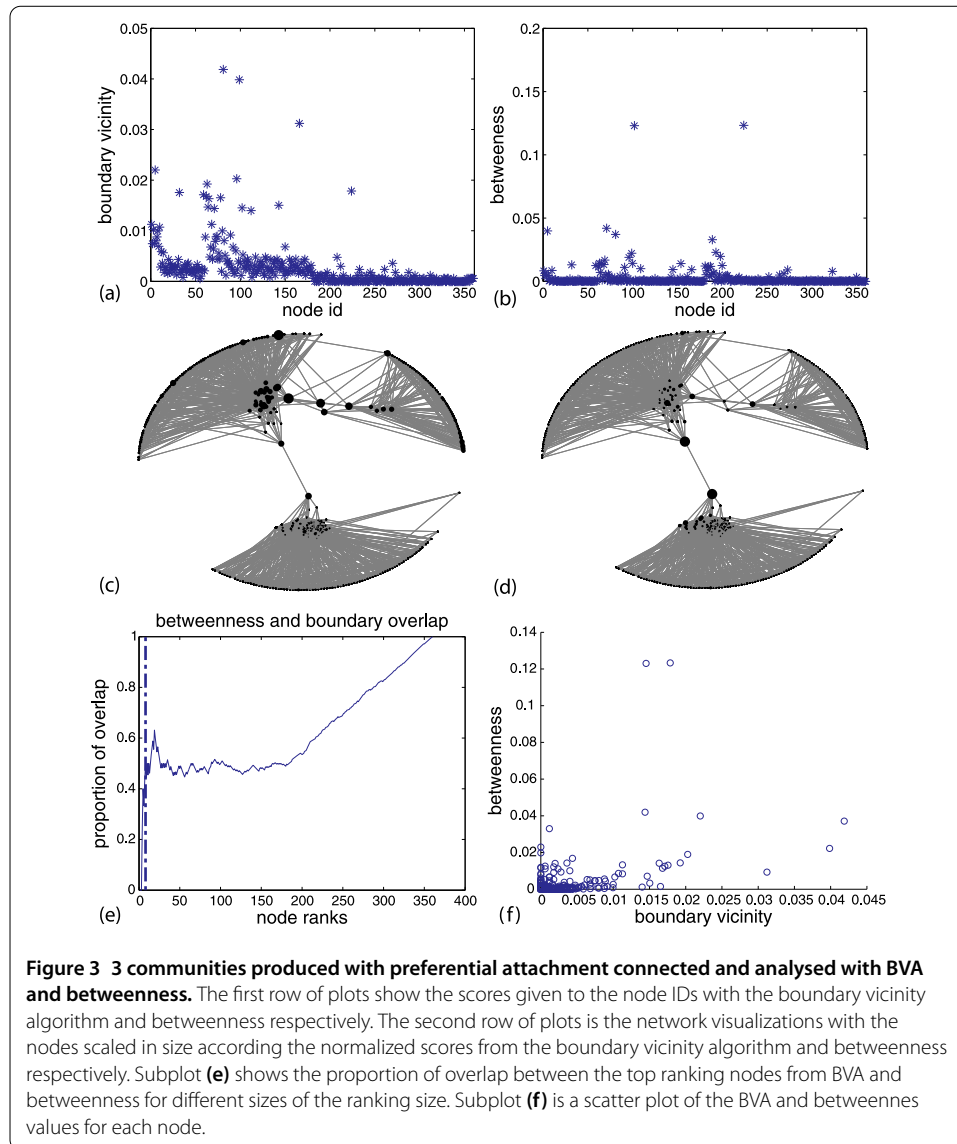 0.05
0.04
0.03
0.02
0.01
0
boundary vicinity
0 50 100 150 200 250 300 350
(a) node id
0.2
0.15
0.1
0.05
0
betweeness
0 50 100 150 200 250 300 350
(b) node id
(c)
(d)
betweenness and boundary overlap
1
0.8
0.6
0.4
0.2
0
proportion of overlap
0 50 100 150 200 250 300 350 400
(e) node ranks
0.14
0.12
0.1
0.08
0.06
0.04
0.02
0
betweenness
0 0.005 0.01 0.015 0.02 0.025 0.03 0.035 0.04 0.045
(f) boundary vicinity
Figure 3 3 communities produced with preferential attachment connected and analysed with BVA
and betweenness. The first row of plots show the scores given to the node IDs with the boundary vicinity
algorithm and betweenness respectively. The second row of plots is the network visualizations with the
nodes scaled in size according the normalized scores from the boundary vicinity algorithm and betweenness
respectively. Subplot (e) shows the proportion of overlap between the top ranking nodes from BVA and
betweenness for different sizes of the ranking size. Subplot (f) is a scatter plot of the BVA and betweennes
values for each node.